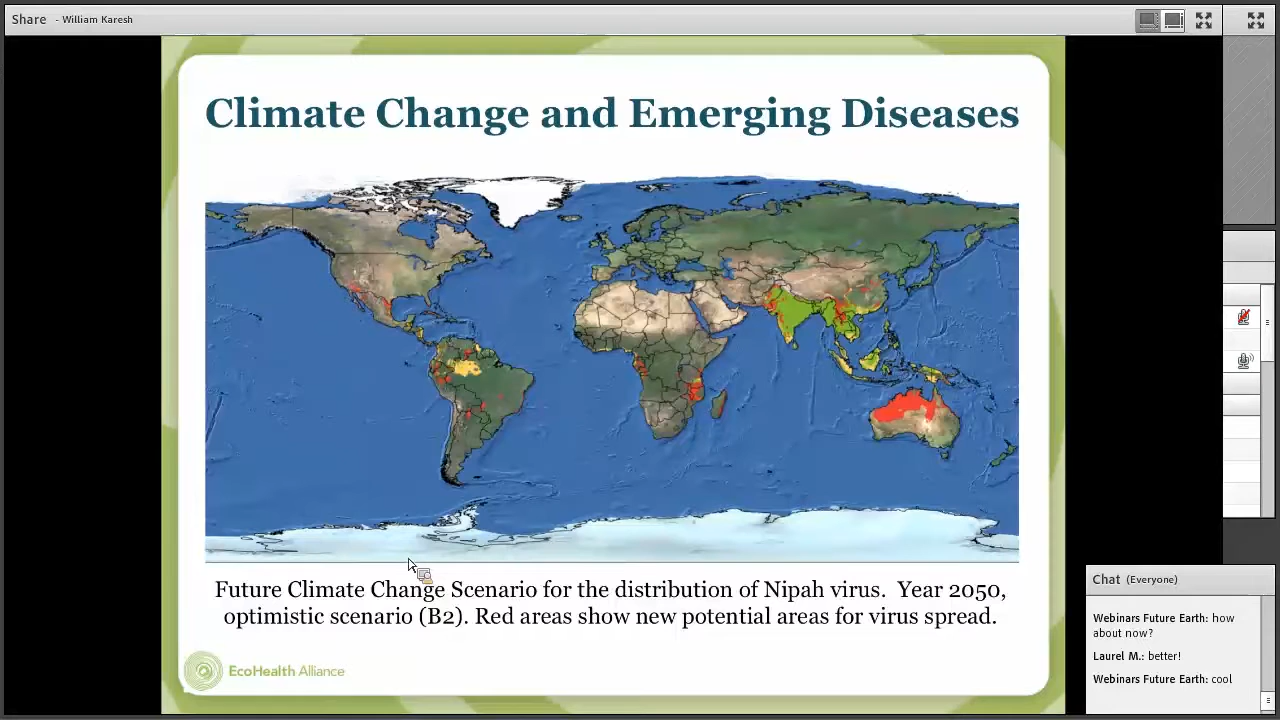 Share - William Karesh
Climate Change and Emerging Diseases
Future Climate Change Scenario for the distribution of Nipah virus. Year 2050,
optimistic scenario (B2). Red areas show new potential areas for virus spread.
EcoHealth Alliance
Chat (Everyone)
Webinars Future Earth: how
about now?
Laurel M.: better!
Webinars Future Earth: cool